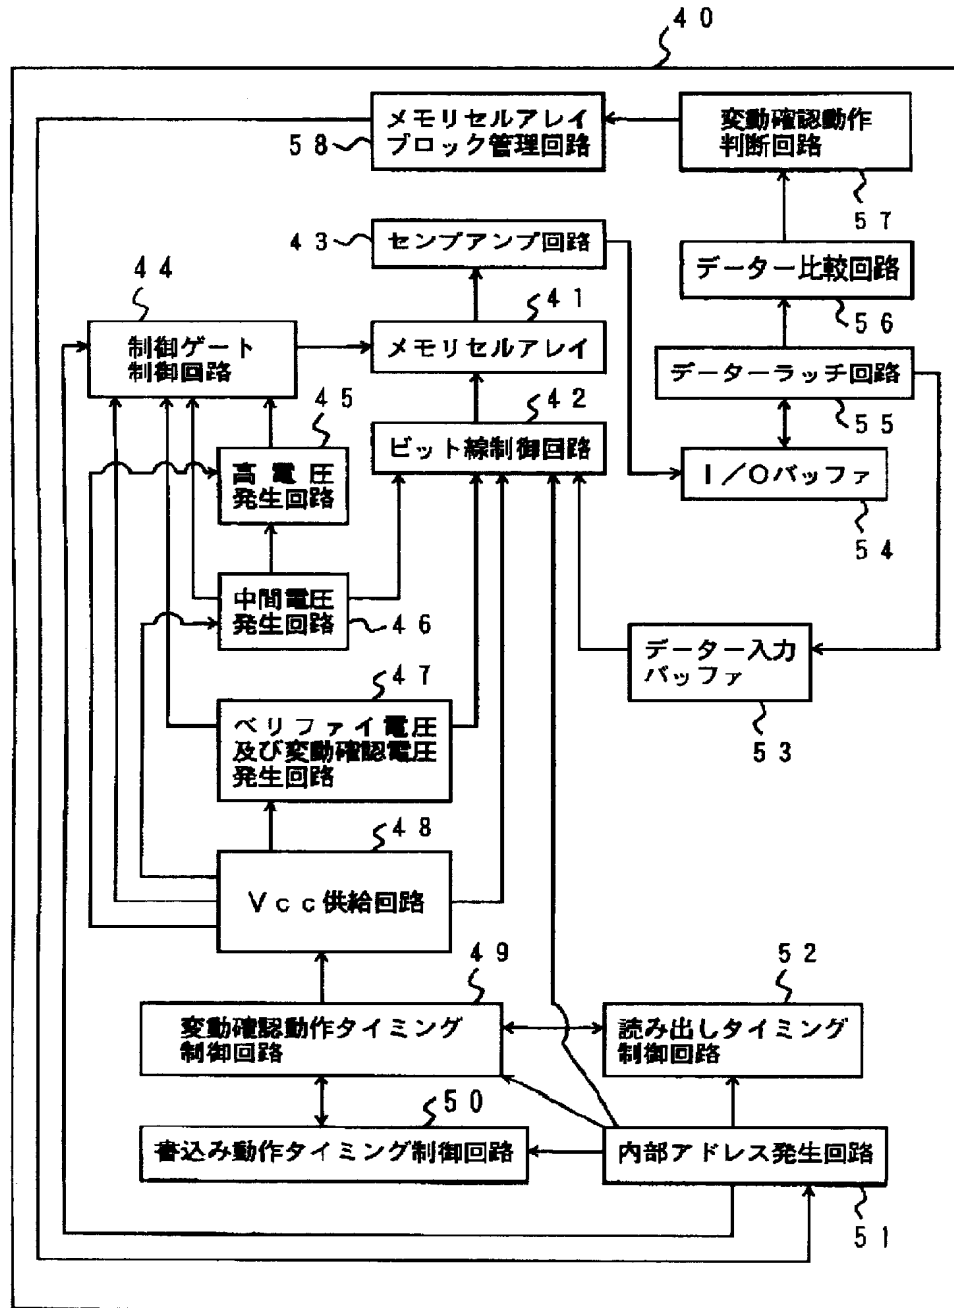 40
メモリセルアレイ
ブロック管理回路
58
変動確認動作
判断回路
57
43
センプアンプ回路
データー比較回路
56
44
制御ゲート
制御回路
41
メモリセルアレイ
データーラッチ回路
55
45
高電圧
発生回路
42
ビット線制御回路
I/Oバッファ
54
中間電圧
発生回路
46
データー入力
バッファ
53
47
ベリファイ電圧
及び変動確認電圧
発生回路
48
Vcc供給回路
49
変動確認動作タイミング
制御回路
52
読み出しタイミング
制御回路
50
書込み動作タイミング制御回路
内部アドレス発生回路
51